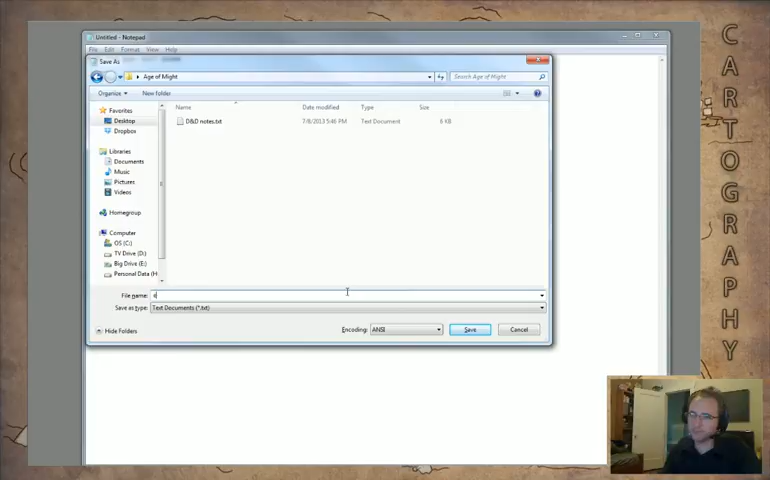 Untitled - Notepad
File Edit Format View Help
Save As
Age of Might
Search Age of Might
Organize
New folder
Name
Date modified
Type
Size
D&D notes.txt
7/8/2013 5:46 PM
Text Document
6 KB
Favorites
Desktop
Dropbox
Libraries
Documents
Music
Pictures
Videos
Homegroup
Computer
OS (C:)
TV Drive (D:)
Big Drive (E:)
Personal Data (H
File name:
Save as type:
Text Documents (*.txt)
Hide Folders
Encoding:
ANSI
Save
Cancel
CARTOGRAPHY